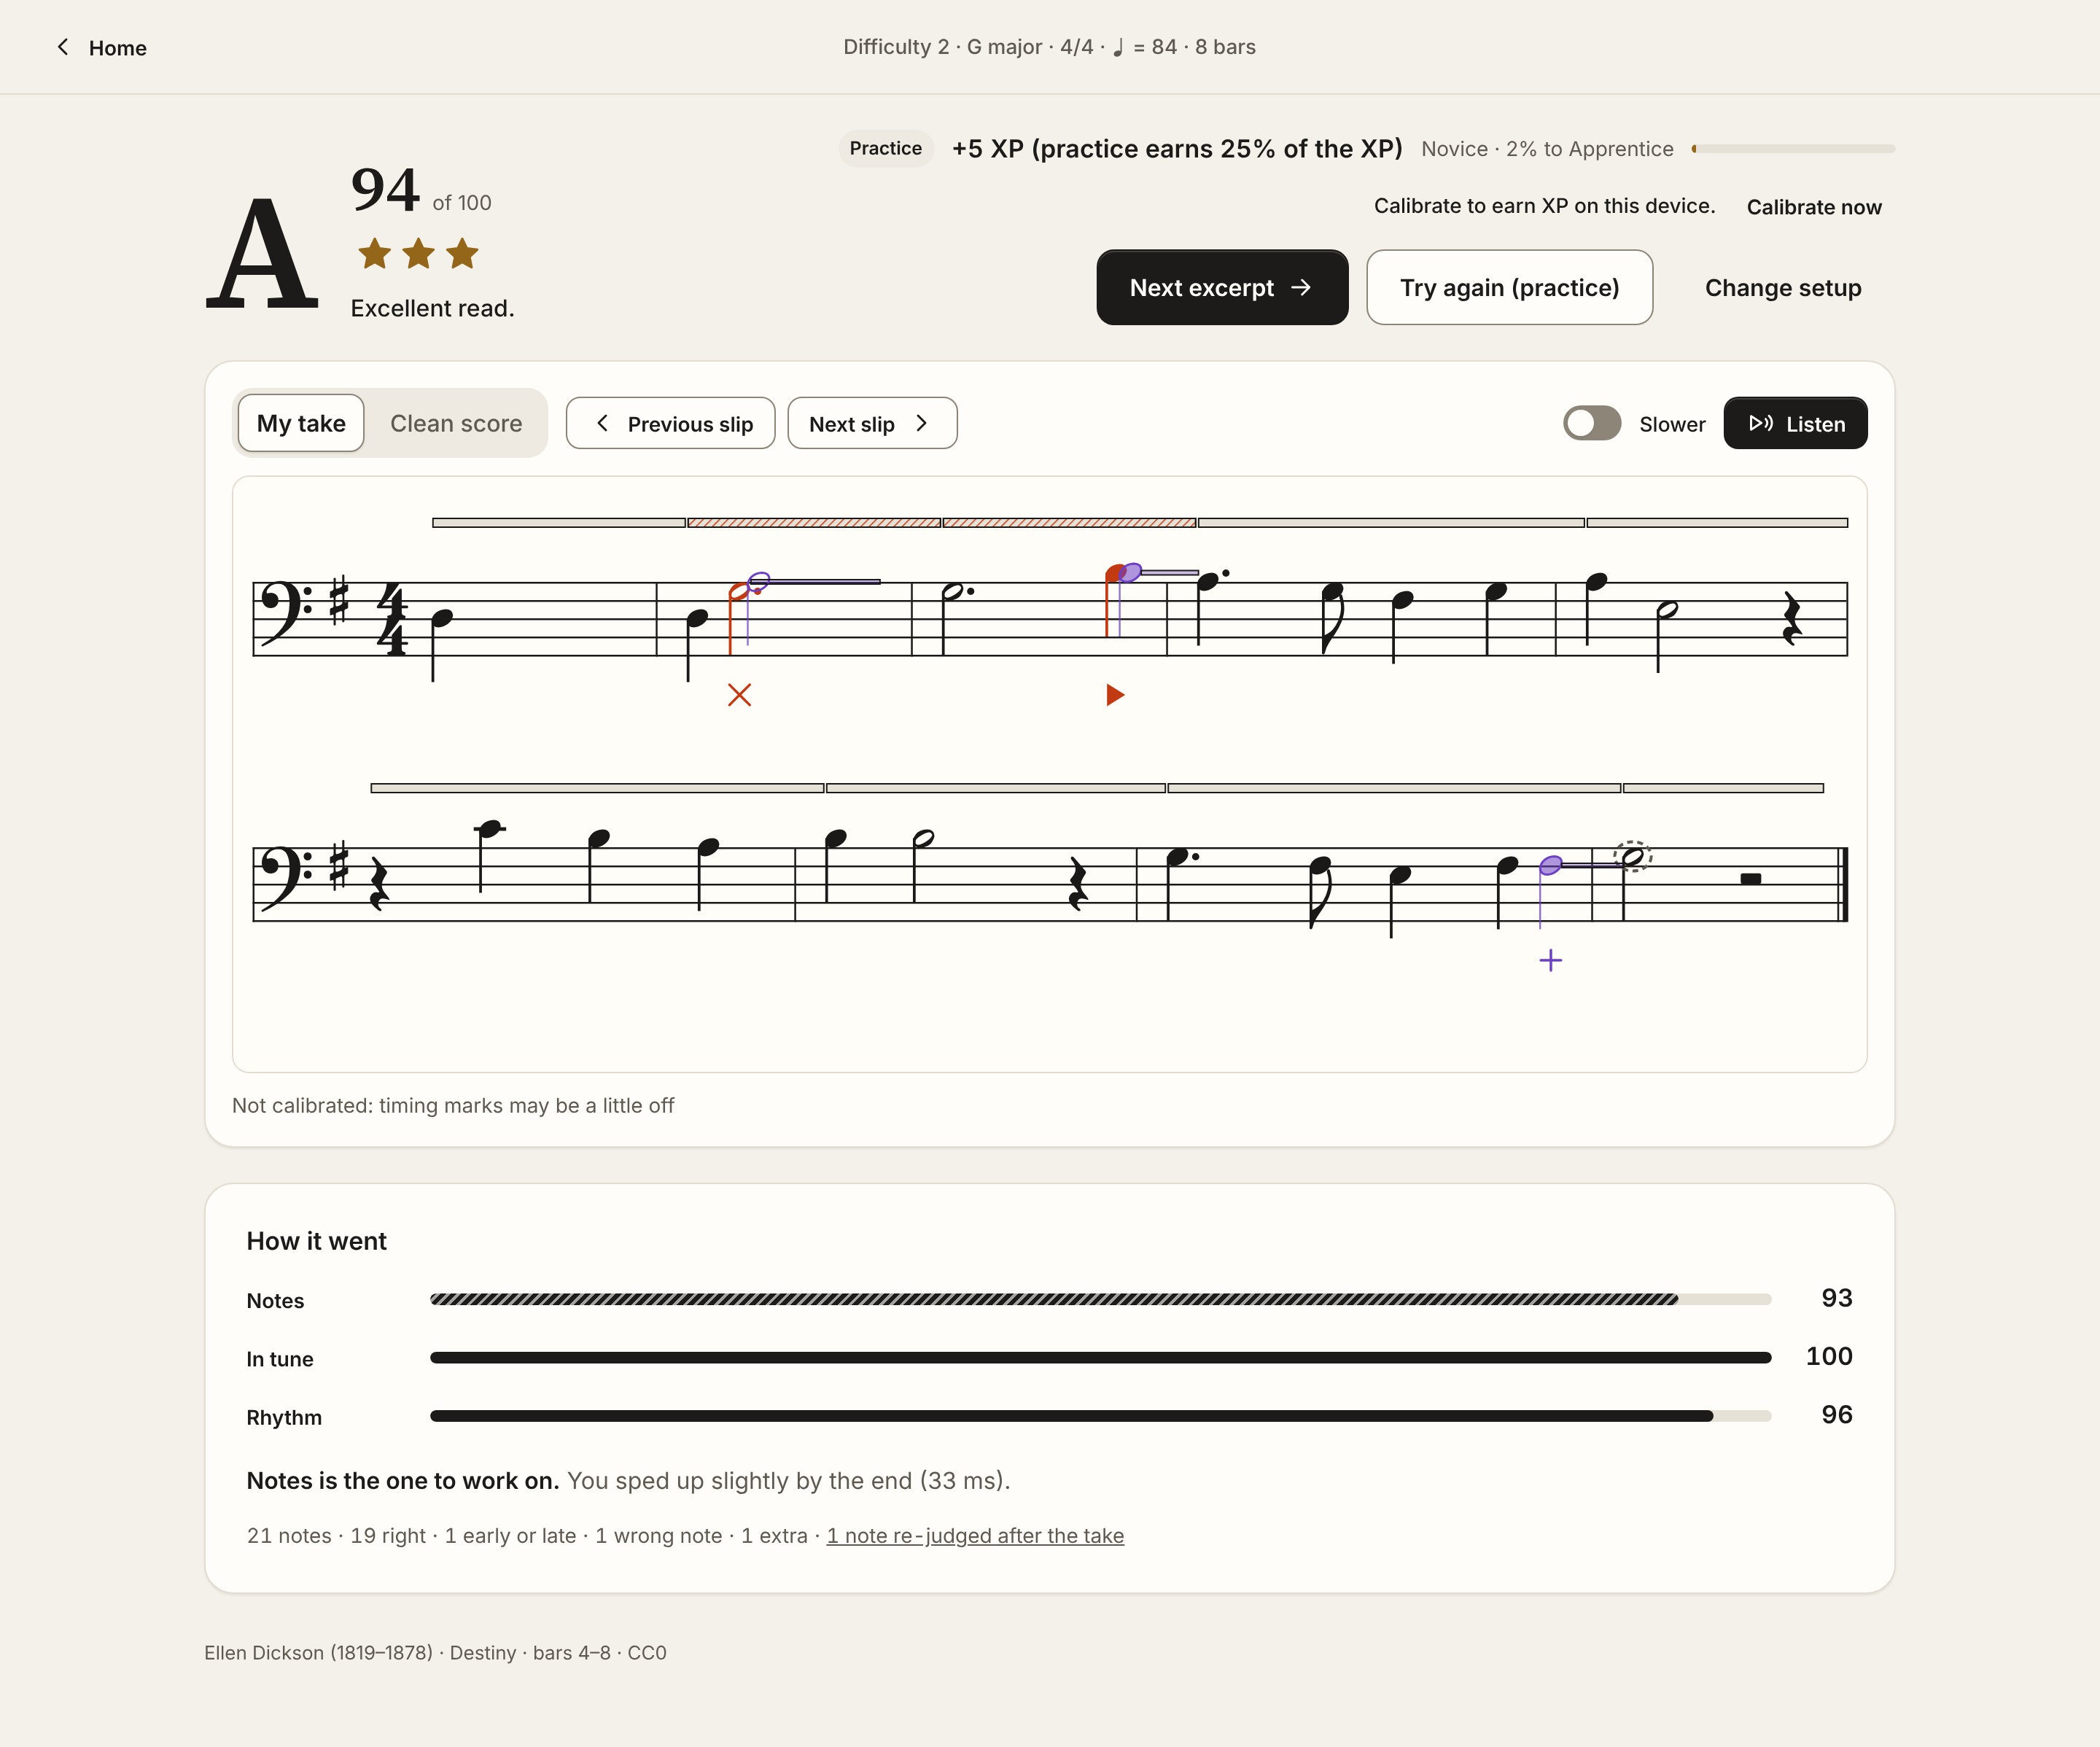 Home
Difficulty 2 · G major · 4/4 · ♩ = 84 · 8 bars
Practice +5 XP (practice earns 25% of the XP) Novice · 2% to Apprentice
Calibrate to earn XP on this device. Calibrate now
A
94 of 100
Excellent read.
Next excerpt → Try again (practice) Change setup
My take Clean score Previous slip Next slip Slower Listen
4
4
Not calibrated: timing marks may be a little off
How it went
Notes 93
In tune 100
Rhythm 96
Notes is the one to work on. You sped up slightly by the end (33 ms).
21 notes · 19 right · 1 early or late · 1 wrong note · 1 extra · 1 note re-judged after the take
Ellen Dickson (1819–1878) · Destiny · bars 4–8 · CC0